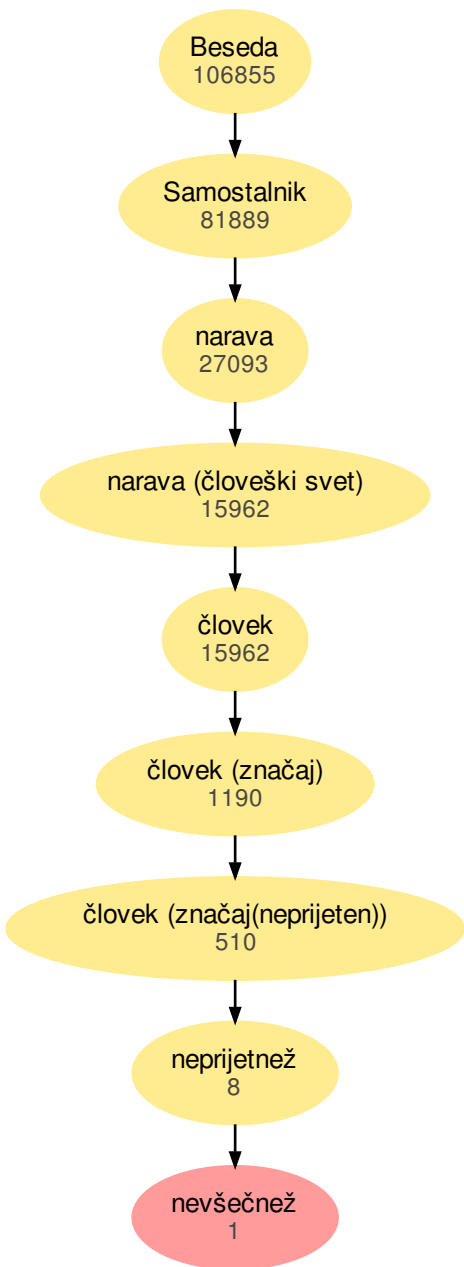 Beseda
106855
Samostalnik
81889
narava
27093
narava (človeški svet)
15962
človek
15962
človek (značaj)
1190
človek (značaj(neprijeten))
510
neprijetnež
8
nevšečnež
1